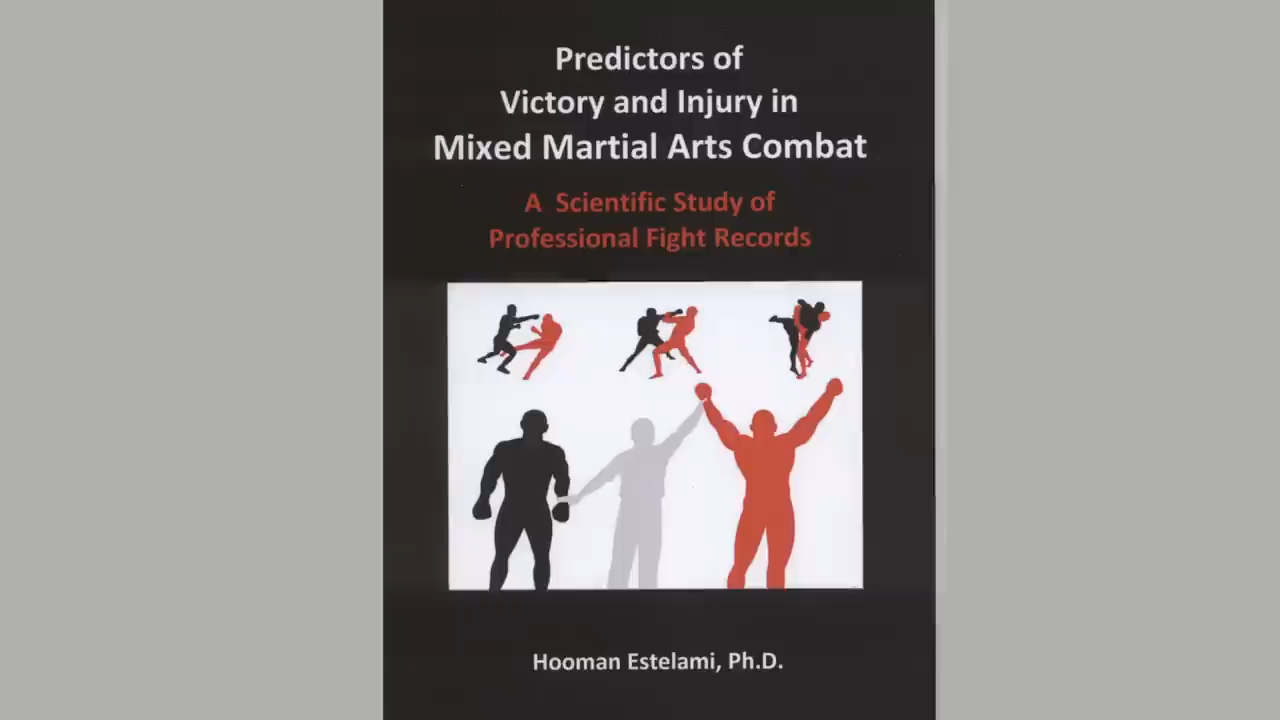 Predictors of
Victory and Injury in
Mixed Martial Arts Combat
A Scientific Study of
Professional Fight Records
Hooman Estelami, Ph.D.